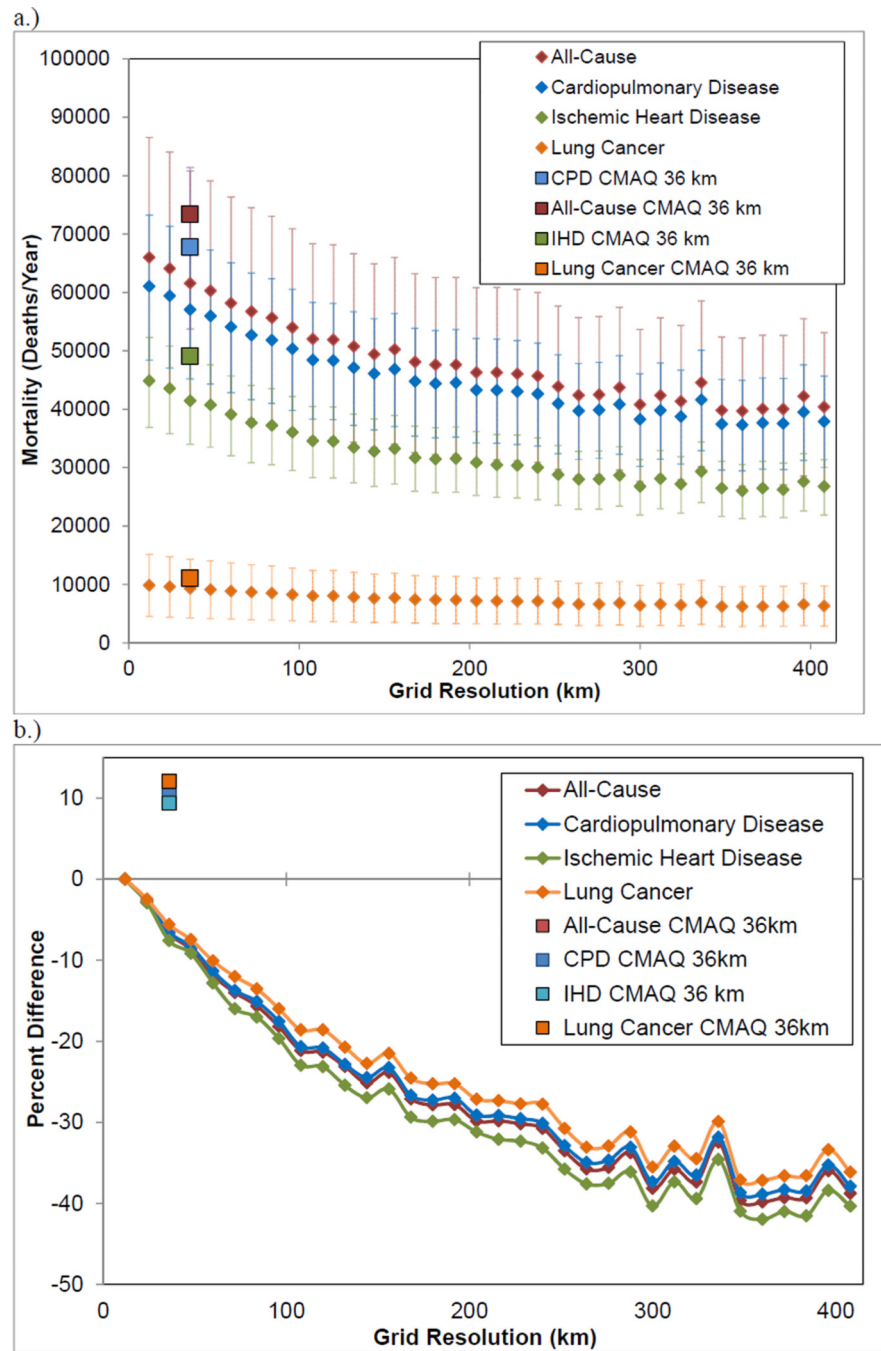 a.)
100000
90000
80000
70000
60000
50000
40000
30000
20000
10000
0
Mortality (Deaths/Year)
All-Cause
Cardiopulmonary Disease
Ischemic Heart Disease
Lung Cancer
CPD CMAQ 36 km
All-Cause CMAQ 36 km
IHD CMAQ 36 km
Lung Cancer CMAQ 36 km
0 100 200 300 400
Grid Resolution (km)
b.)
10
0
-10
-20
-30
-40
-50
Percent Difference
All-Cause
Cardiopulmonary Disease
Ischemic Heart Disease
Lung Cancer
All-Cause CMAQ 36km
CPD CMAQ 36km
IHD CMAQ 36 km
Lung Cancer CMAQ 36km
0 100 200 300 400
Grid Resolution (km)